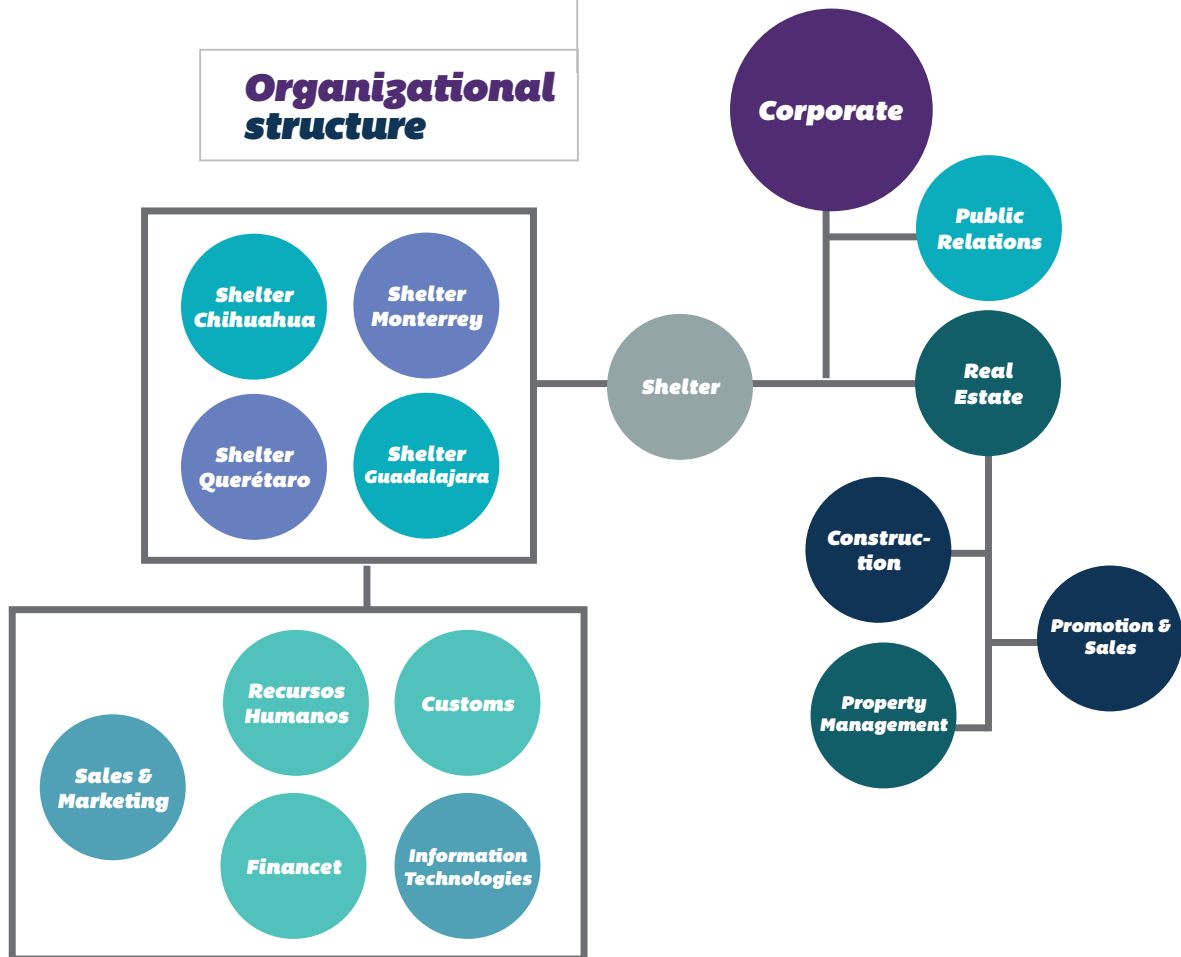 Organizational
structure
Corporate
Public
Relations
Shelter
Chihuahua
Shelter
Monterrey
Shelter
Querétaro
Shelter
Guadalajara
Shelter
Real
Estate
Construc-
tion
Promotion &
Sales
Property
Management
Recursos
Humanos
Customs
Sales &
Marketing
Financet
Information
Technologies